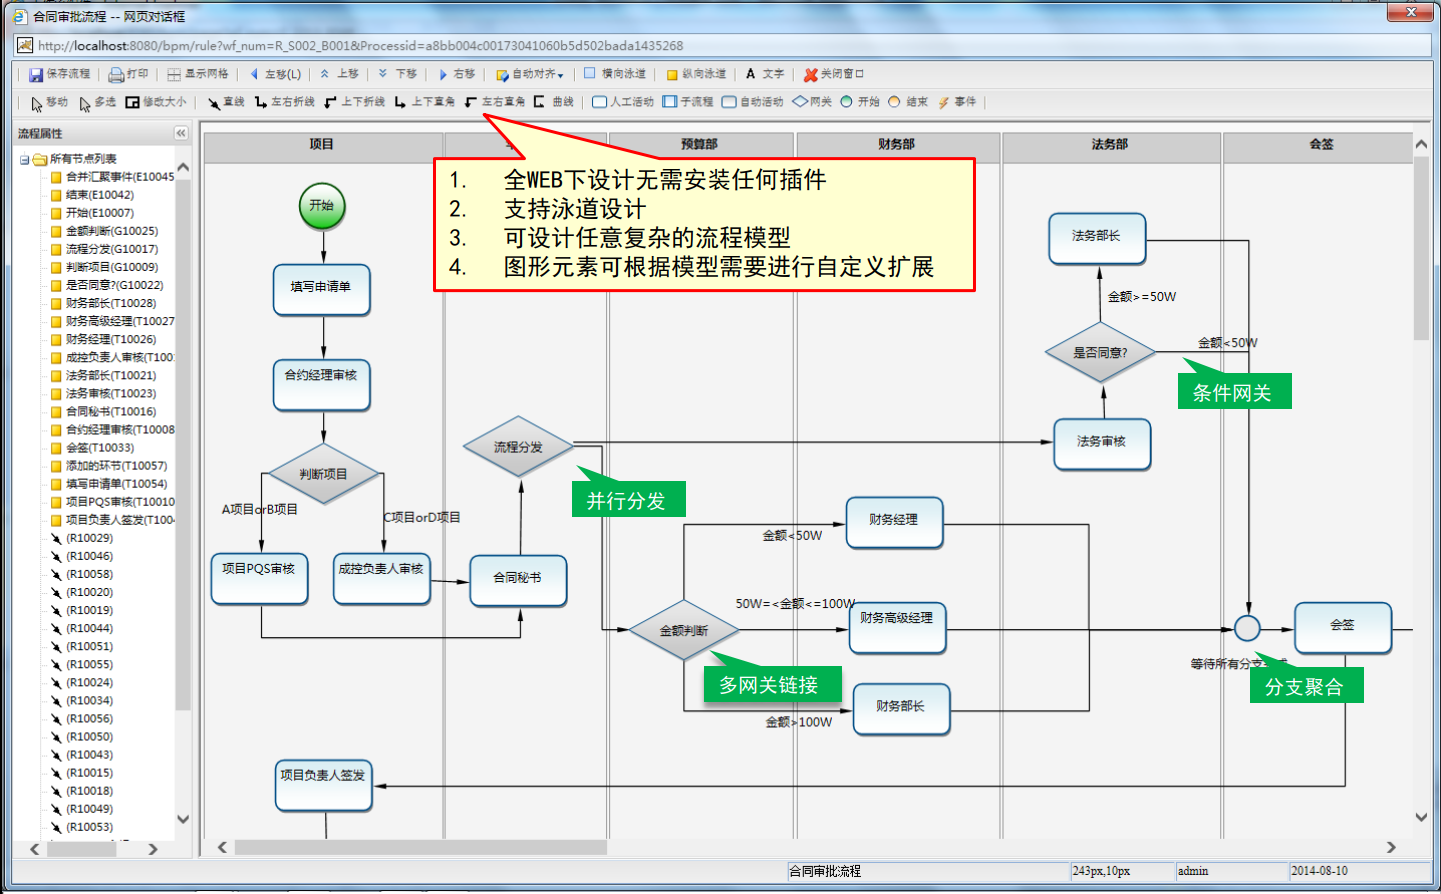 合同审批流程 -- 网页对话框
http://localhost:8080/bpm/rule?wf_num=R_S002_B001&Processid=a8bb004c00173041060b5d502bada1435268
保存流程 打印 显示网格 左移(L) 上移 下移 右移 自动对齐 横向泳道 纵向泳道 A 文字 关闭窗口
移动 多选 修改大小 直线 左右折线 上下折线 上下直角 左右直角 曲线 人工活动 子流程 自动活动 网关 开始 结束 事件
流程属性
所有节点列表
合并汇聚事件(E10045
结束(E10042)
开始(E10007)
金额判断(G10025)
流程分发(G10017)
判断项目(G10009)
是否同意?(G10022)
财务部长(T10028)
财务高级经理(T10027
财务经理(T10026)
成控负责人审核(T100
法务部长(T10021)
法务审核(T10023)
合同秘书(T10016)
合约经理审核(T10008
会签(T10033)
添加的环节(T10057)
填写申请单(T10054)
项目PQS审核(T10010
项目负责人签发(T100
(R10029)
(R10046)
(R10058)
(R10020)
(R10019)
(R10044)
(R10051)
(R10055)
(R10024)
(R10034)
(R10056)
(R10050)
(R10043)
(R10015)
(R10018)
(R10049)
(R10053)
项目 预算部 财务部 法务部 会签
1. 全WEB下设计无需安装任何插件
2. 支持泳道设计
3. 可设计任意复杂的流程模型
4. 图形元素可根据模型需要进行自定义扩展
开始
填写申请单
合约经理审核
判断项目
A项目orB项目
C项目orD项目
项目PQS审核
成控负责人审核
合同秘书
流程分发
并行分发
法务部长
金额>=50W
是否同意?
金额<50W
条件网关
法务审核
金额<50W
财务经理
50W=<金额<=100W
财务高级经理
金额判断
多网关链接
金额>100W
财务部长
等待所有分支
分支聚合
会签
项目负责人签发
合同审批流程 243px,10px admin 2014-08-10